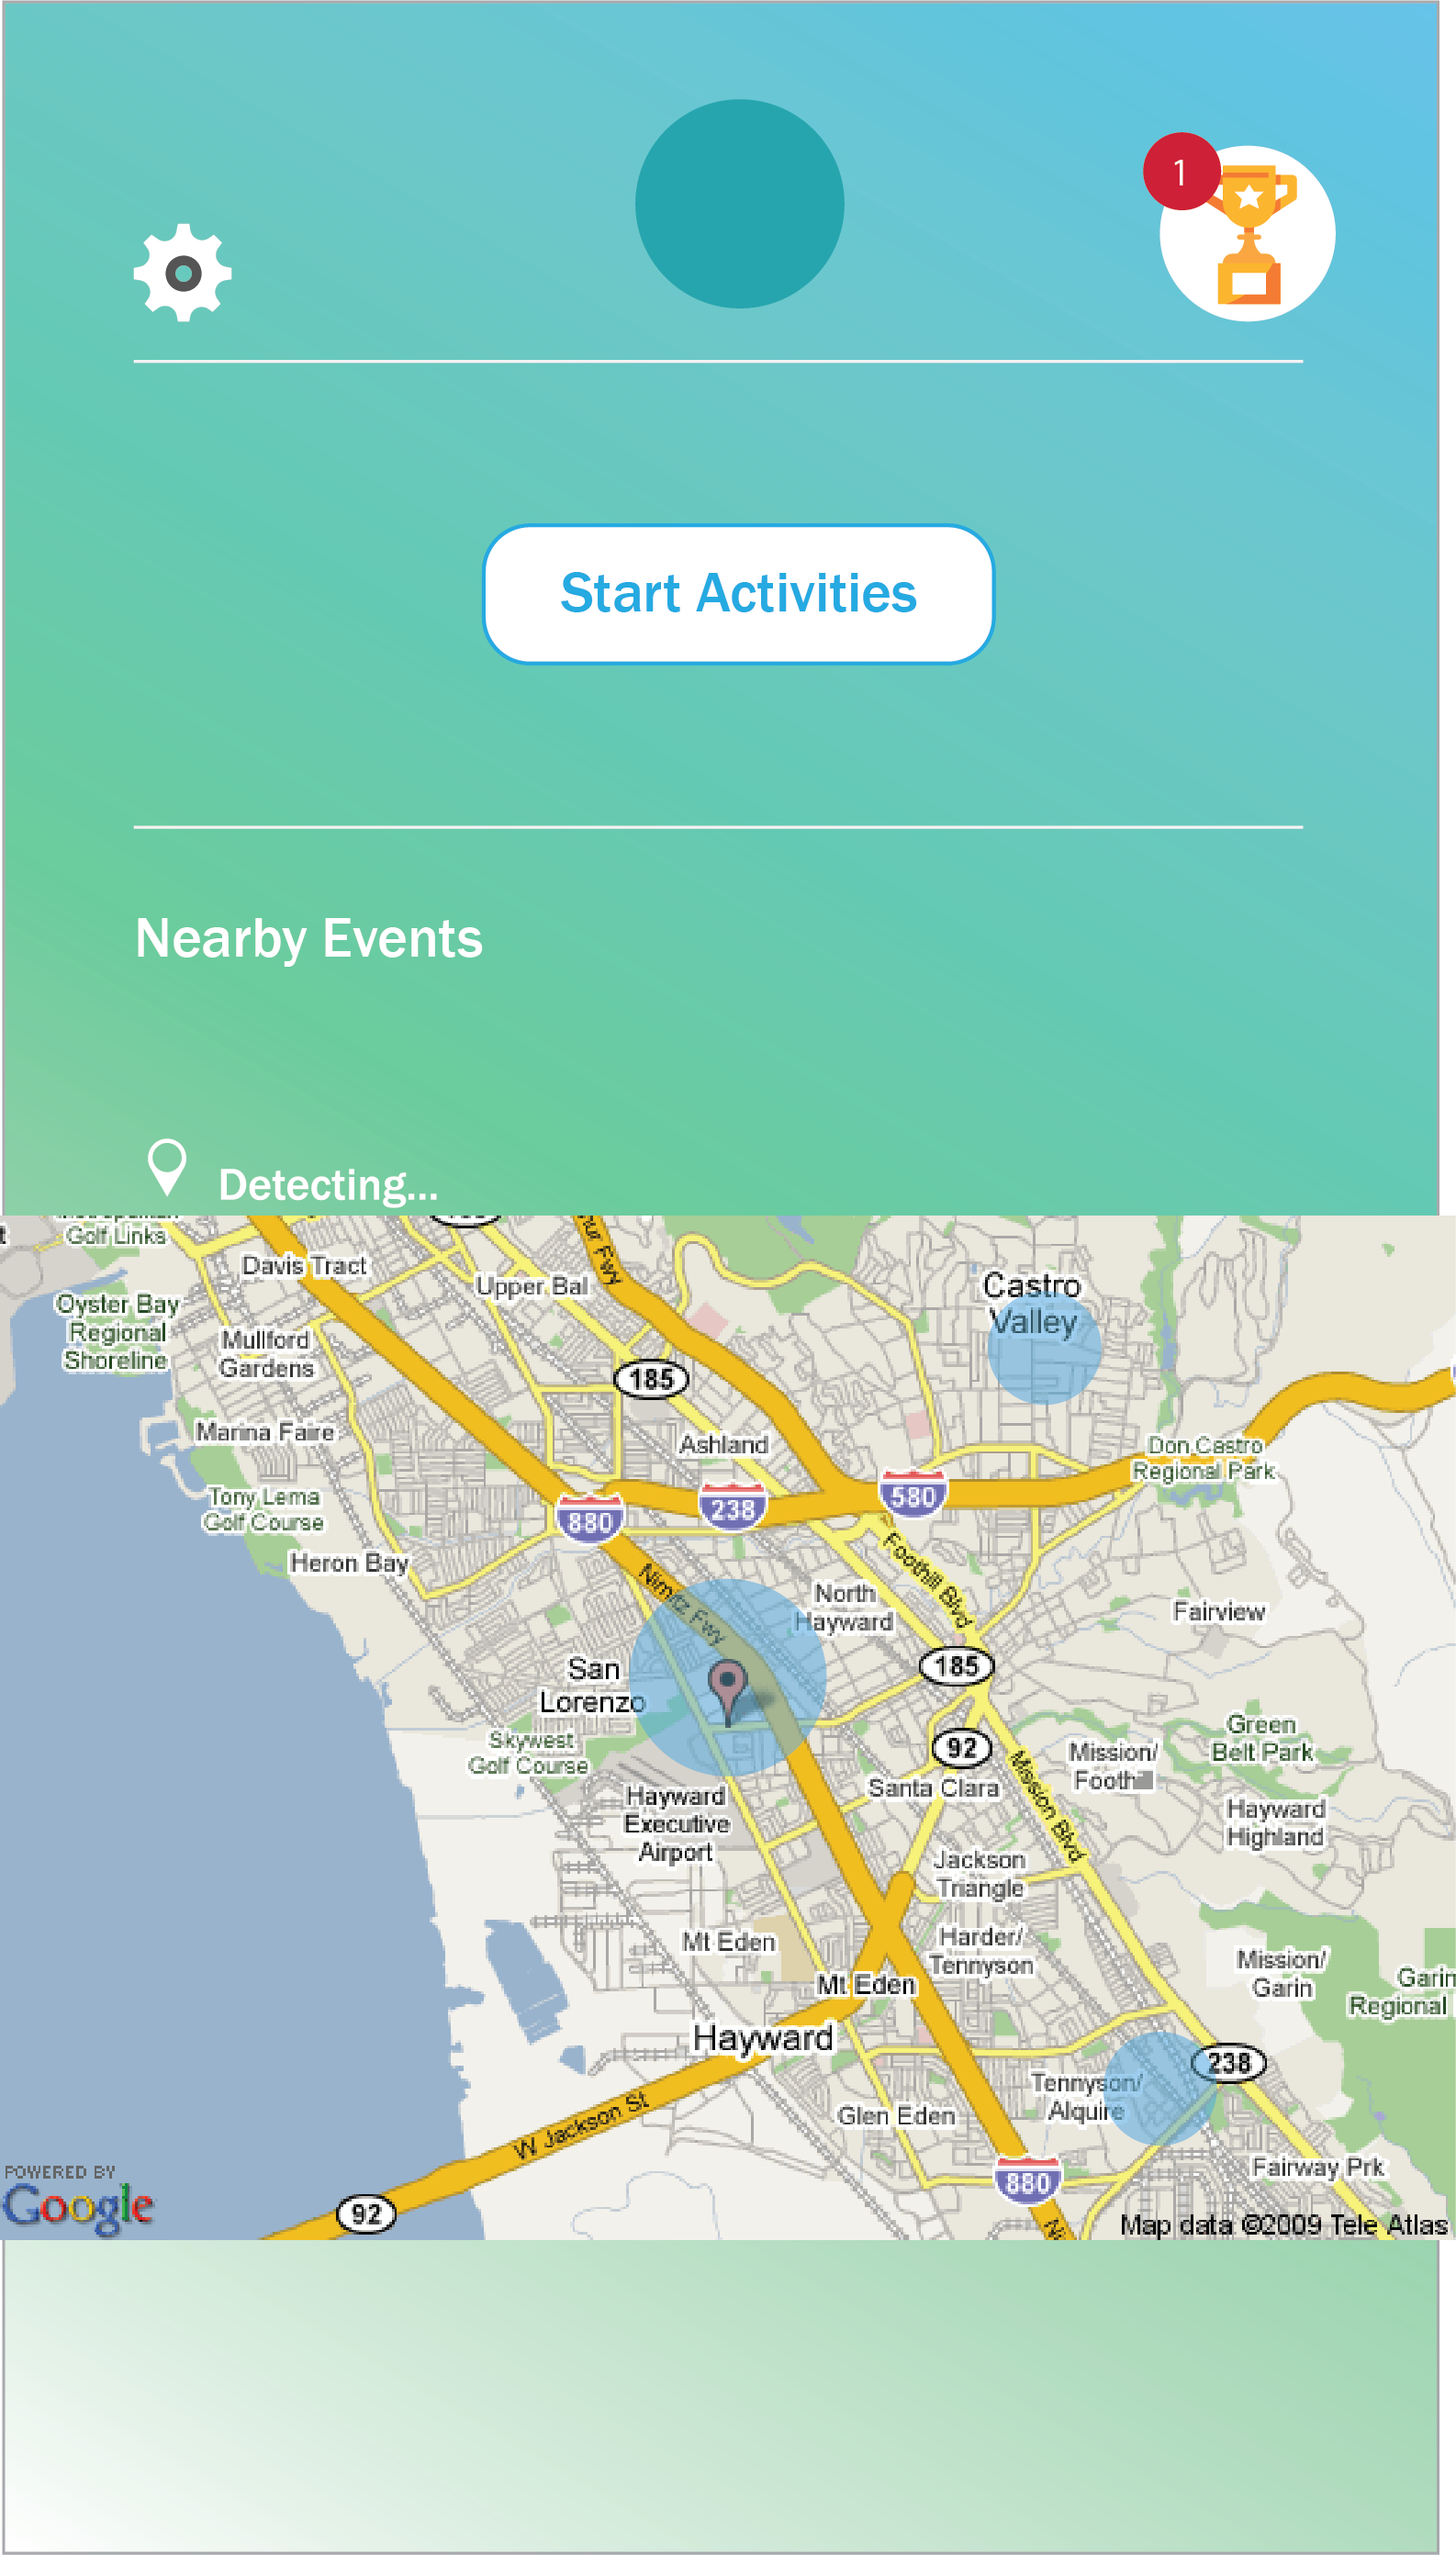 1
Start Activities
Nearby Events
Detecting...
Golf Links
Davis Tract
Upper Bal
Castro
Valley
Oyster Bay
Regional
Shoreline
Mullford
Gardens
185
Marina Faire
Ashland
Don Castro
Regional Park
Tony Lema
Golf Course
880
238
580
Heron Bay
Foothill Blvd
Nimitz Fwy
North
Hayward
Fairview
San
Lorenzo
185
Skywest
Golf Course
92
Green
Belt Park
Mission/
Santa Clara
Mission Blvd
Hayward
Executive
Airport
Hayward
Highland
Jackson
Triangle
Mt Eden
Harder/
Tennyson
Mt Eden
Mission/
Garin
Garin
Regional
Hayward
238
Tennyson/
Alquire
W Jackson St
Glen Eden
880
Fairway Prk
POWERED BY
Google
92
Map data ©2009 Tele Atlas